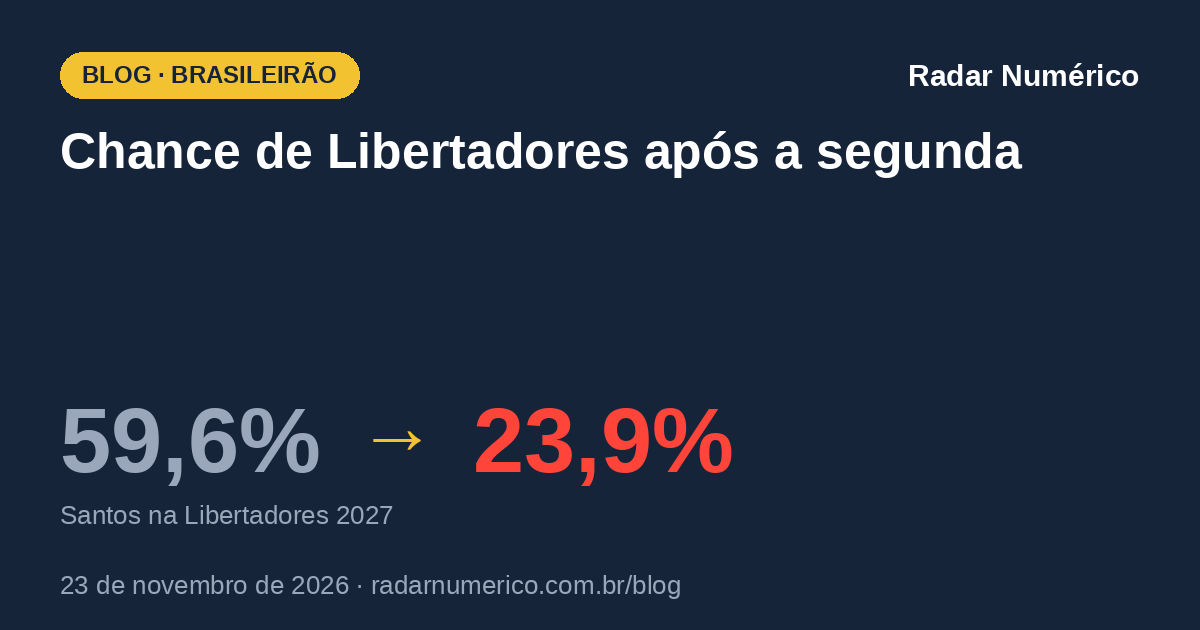 BLOG · BRASILEIRÃO
Radar Numérico
Chance de Libertadores após a segunda
59,6% → 23,9%
Santos na Libertadores 2027
23 de novembro de 2026 · radarnumerico.com.br/blog